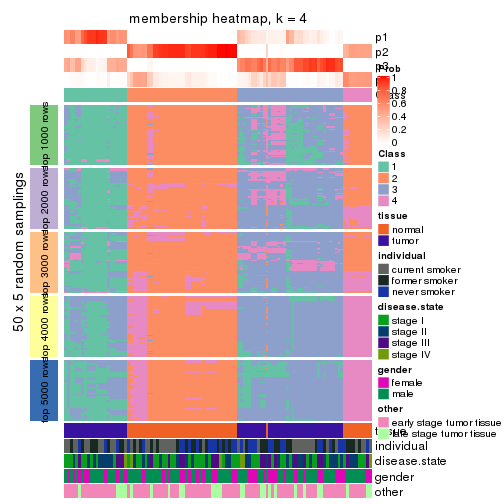 membership heatmap, k = 4
p1
p2
p3
Prob
1
0.8
0.6
0.4
0.2
0
Class
1
2
3
4
tissue
normal
tumor
individual
current smoker
former smoker
never smoker
disease.state
stage I
stage II
stage III
stage IV
gender
female
male
other
early stage tumor tissue
late stage tumor tissue
50 x 5 random samplings
top 1000 rows
top 2000 rows
top 3000 rows
top 4000 rows
top 5000 rows
tissue
individual
disease.state
gender
other